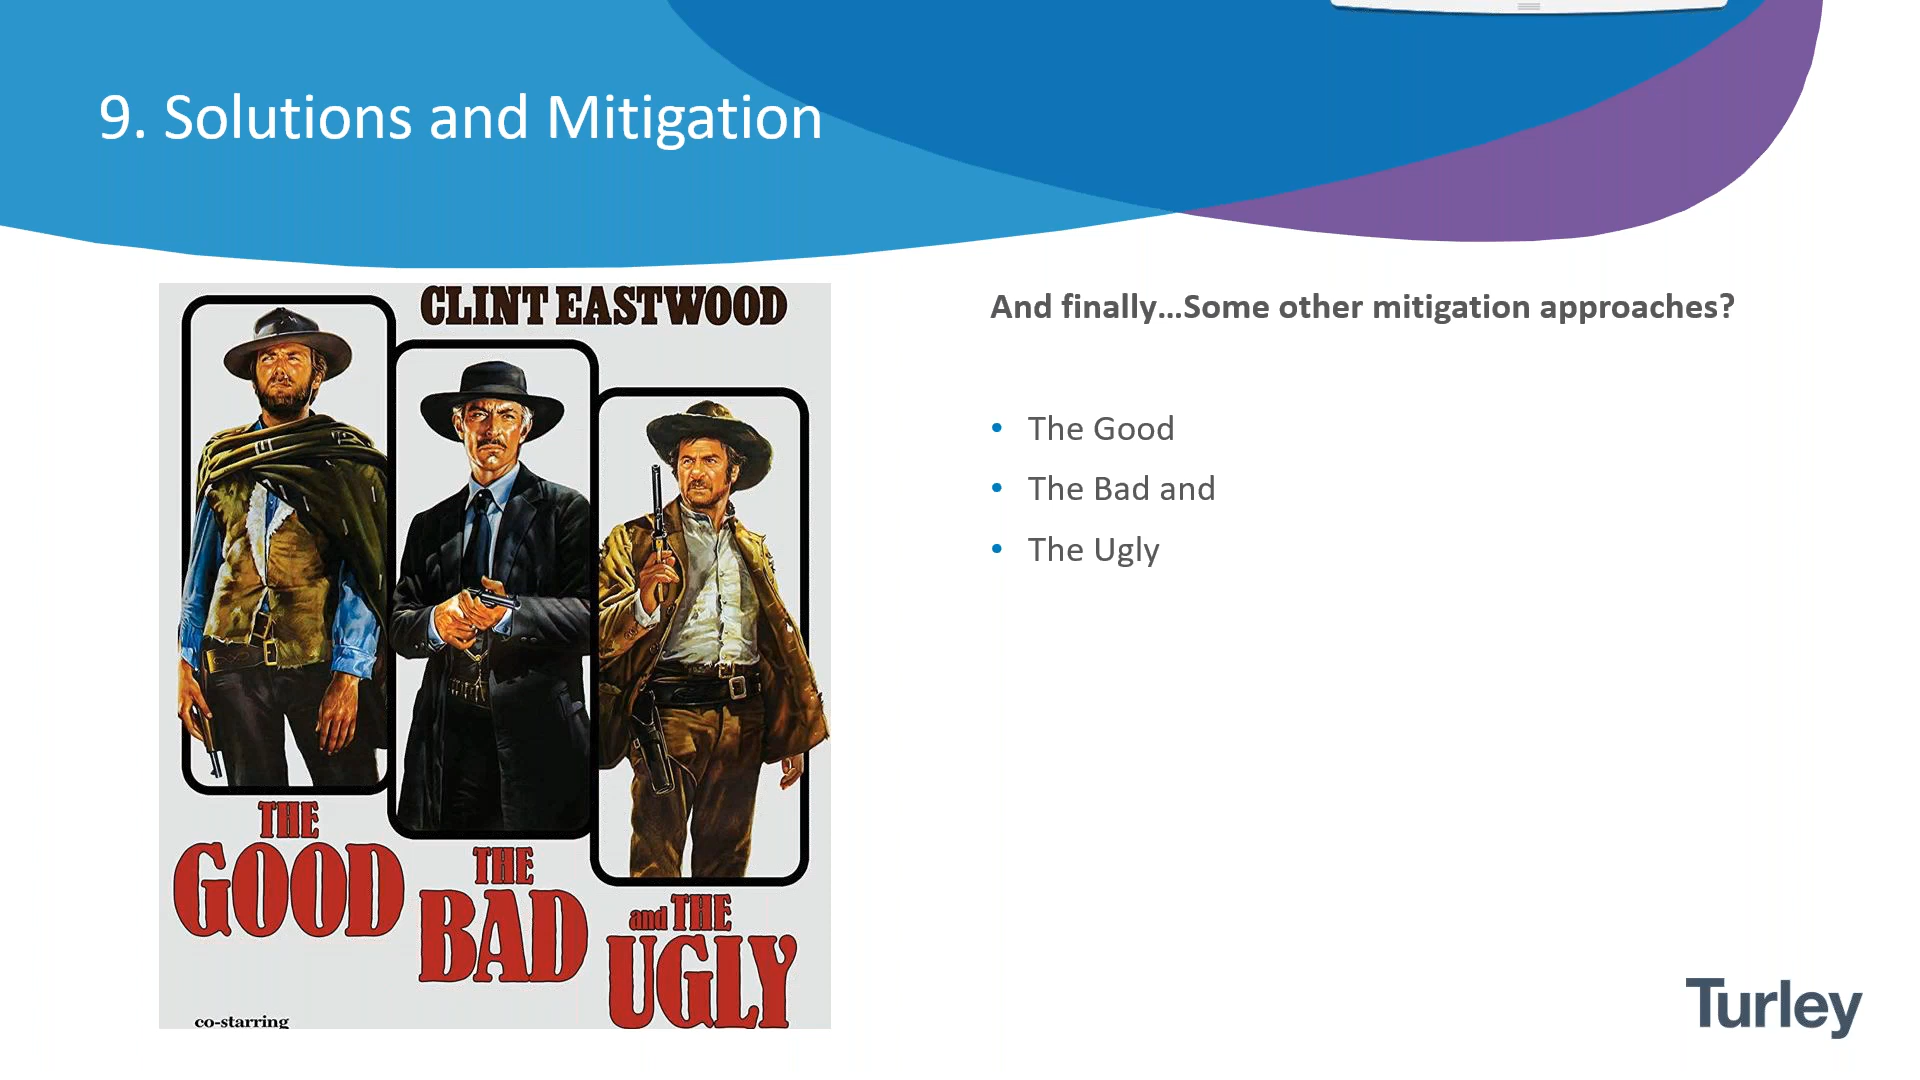 9. Solutions and Mitigation
CLINT EASTWOOD
THE
GOOD
THE
BAD
and THE
UGLY
co-starring
And finally...Some other mitigation approaches?
• The Good
• The Bad and
• The Ugly
Turley